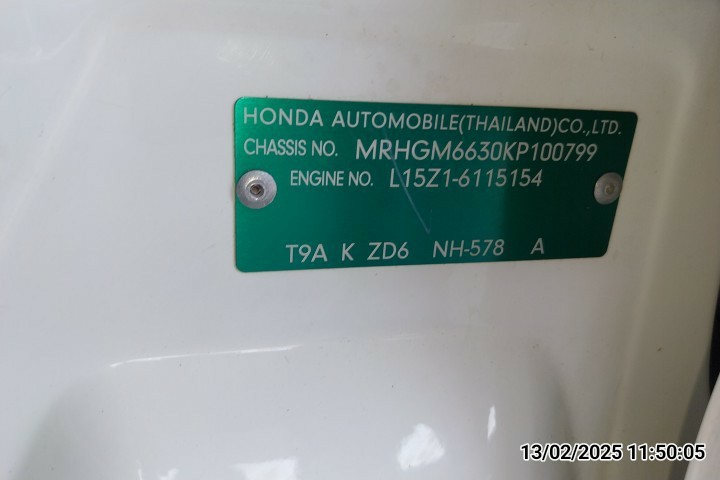 HONDA AUTOMOBILE(THAILAND)CO.,LTD.
CHASSIS NO. MRHGM6630KP100799
ENGINE NO. L15Z1-6115154
T9A K ZD6 NH-578 A
13/02/2025 11:50:05